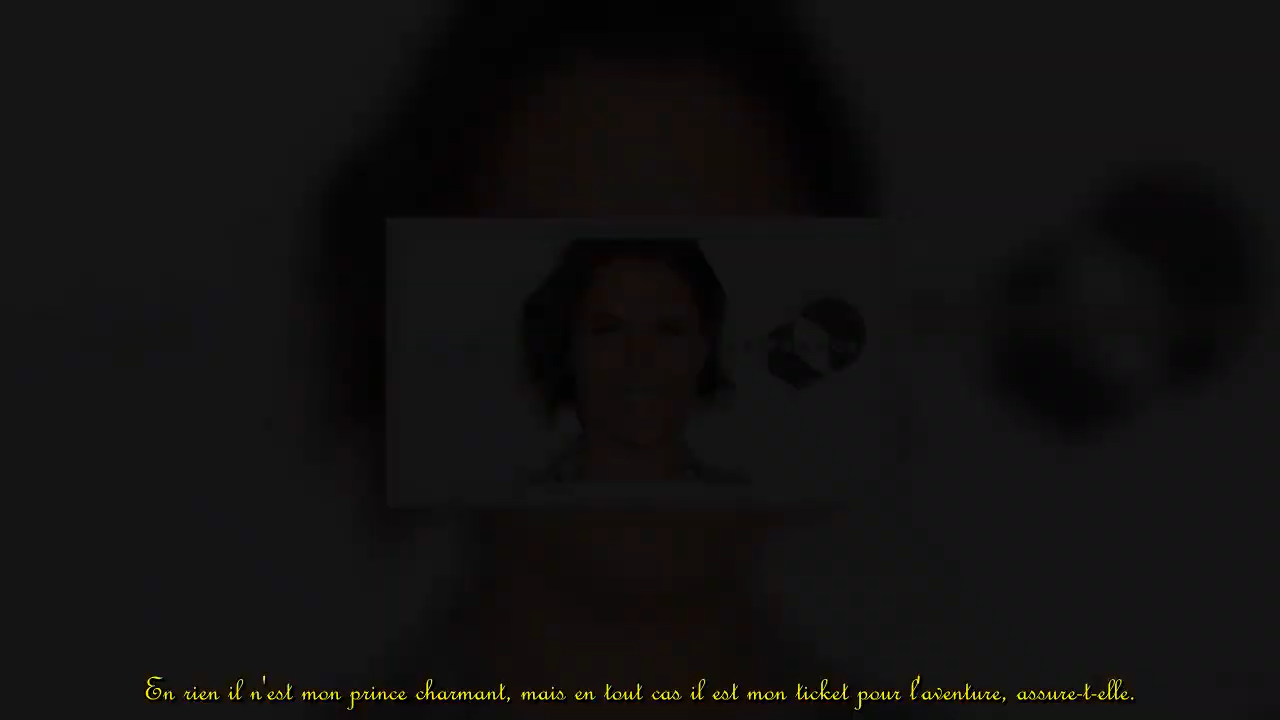 En rien il n'est mon prince charmant, mais en tout cas il est mon ticket pour l'aventure, assure-t-elle.